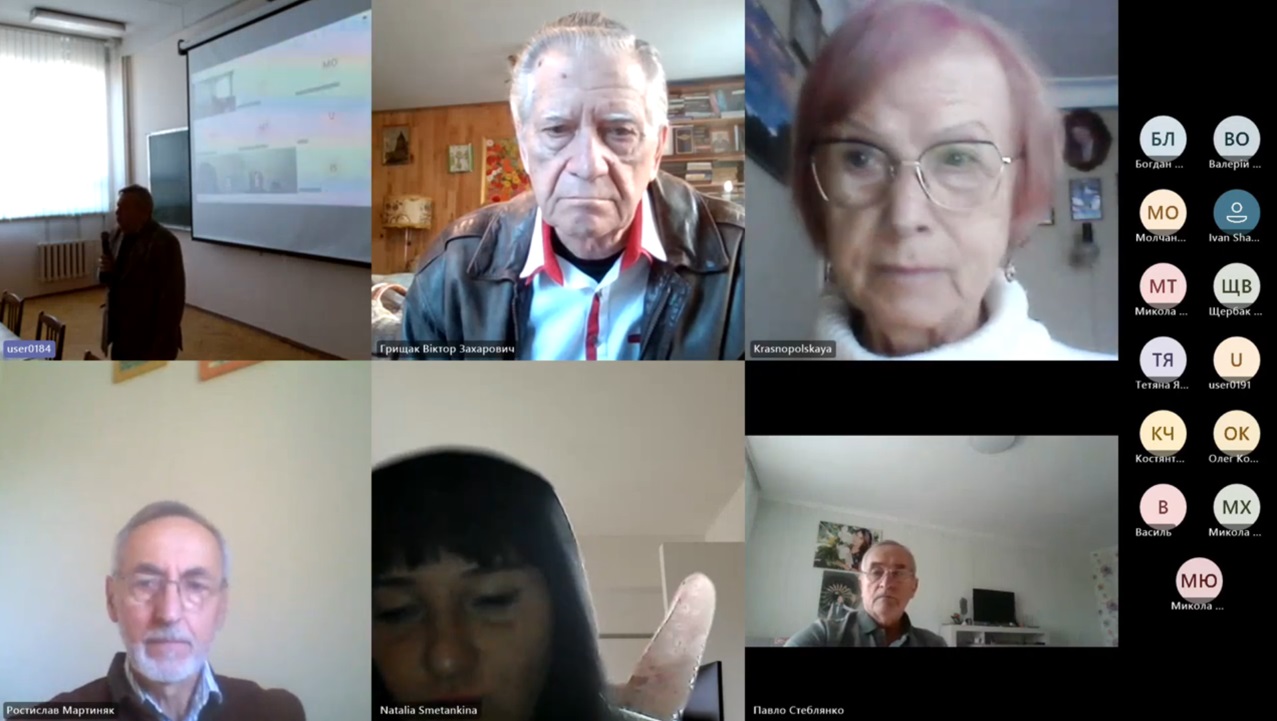 MO
user0184
Грищак Віктор Захарович
Krasnopolskaya
Ростислав Мартиняк
Natalia Smetankina
Павло Стеблянко
БЛ
ВО
Богдан ...
Валерій ...
МО
Молчан...
Ivan Sha...
МТ
ЩВ
Микола ...
Щербак ...
ТЯ
U
Тетяна Я...
user0191
КЧ
ОК
Костянт...
Олег Ко...
В
МХ
Василь
Микола ...
МЮ
Микола ...